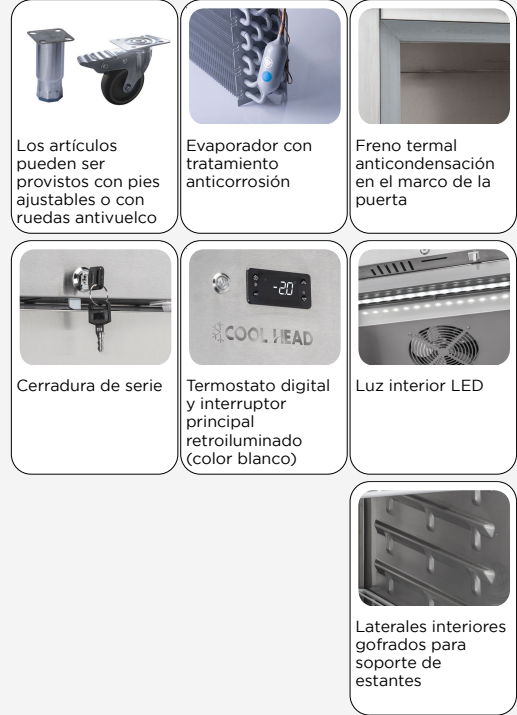 Los artículos
pueden ser
provistos con pies
ajustables o con
ruedas antivuelco
Evaporador con
tratamiento
anticorrosión
Freno termal
anticondensación
en el marco de la
puerta
Cerradura de serie
-2.0
COOL HEAD
Termostato digital
y interruptor
principal
retroiluminado
(color blanco)
Luz interior LED
Laterales interiores
gofrados para
soporte de
estantes